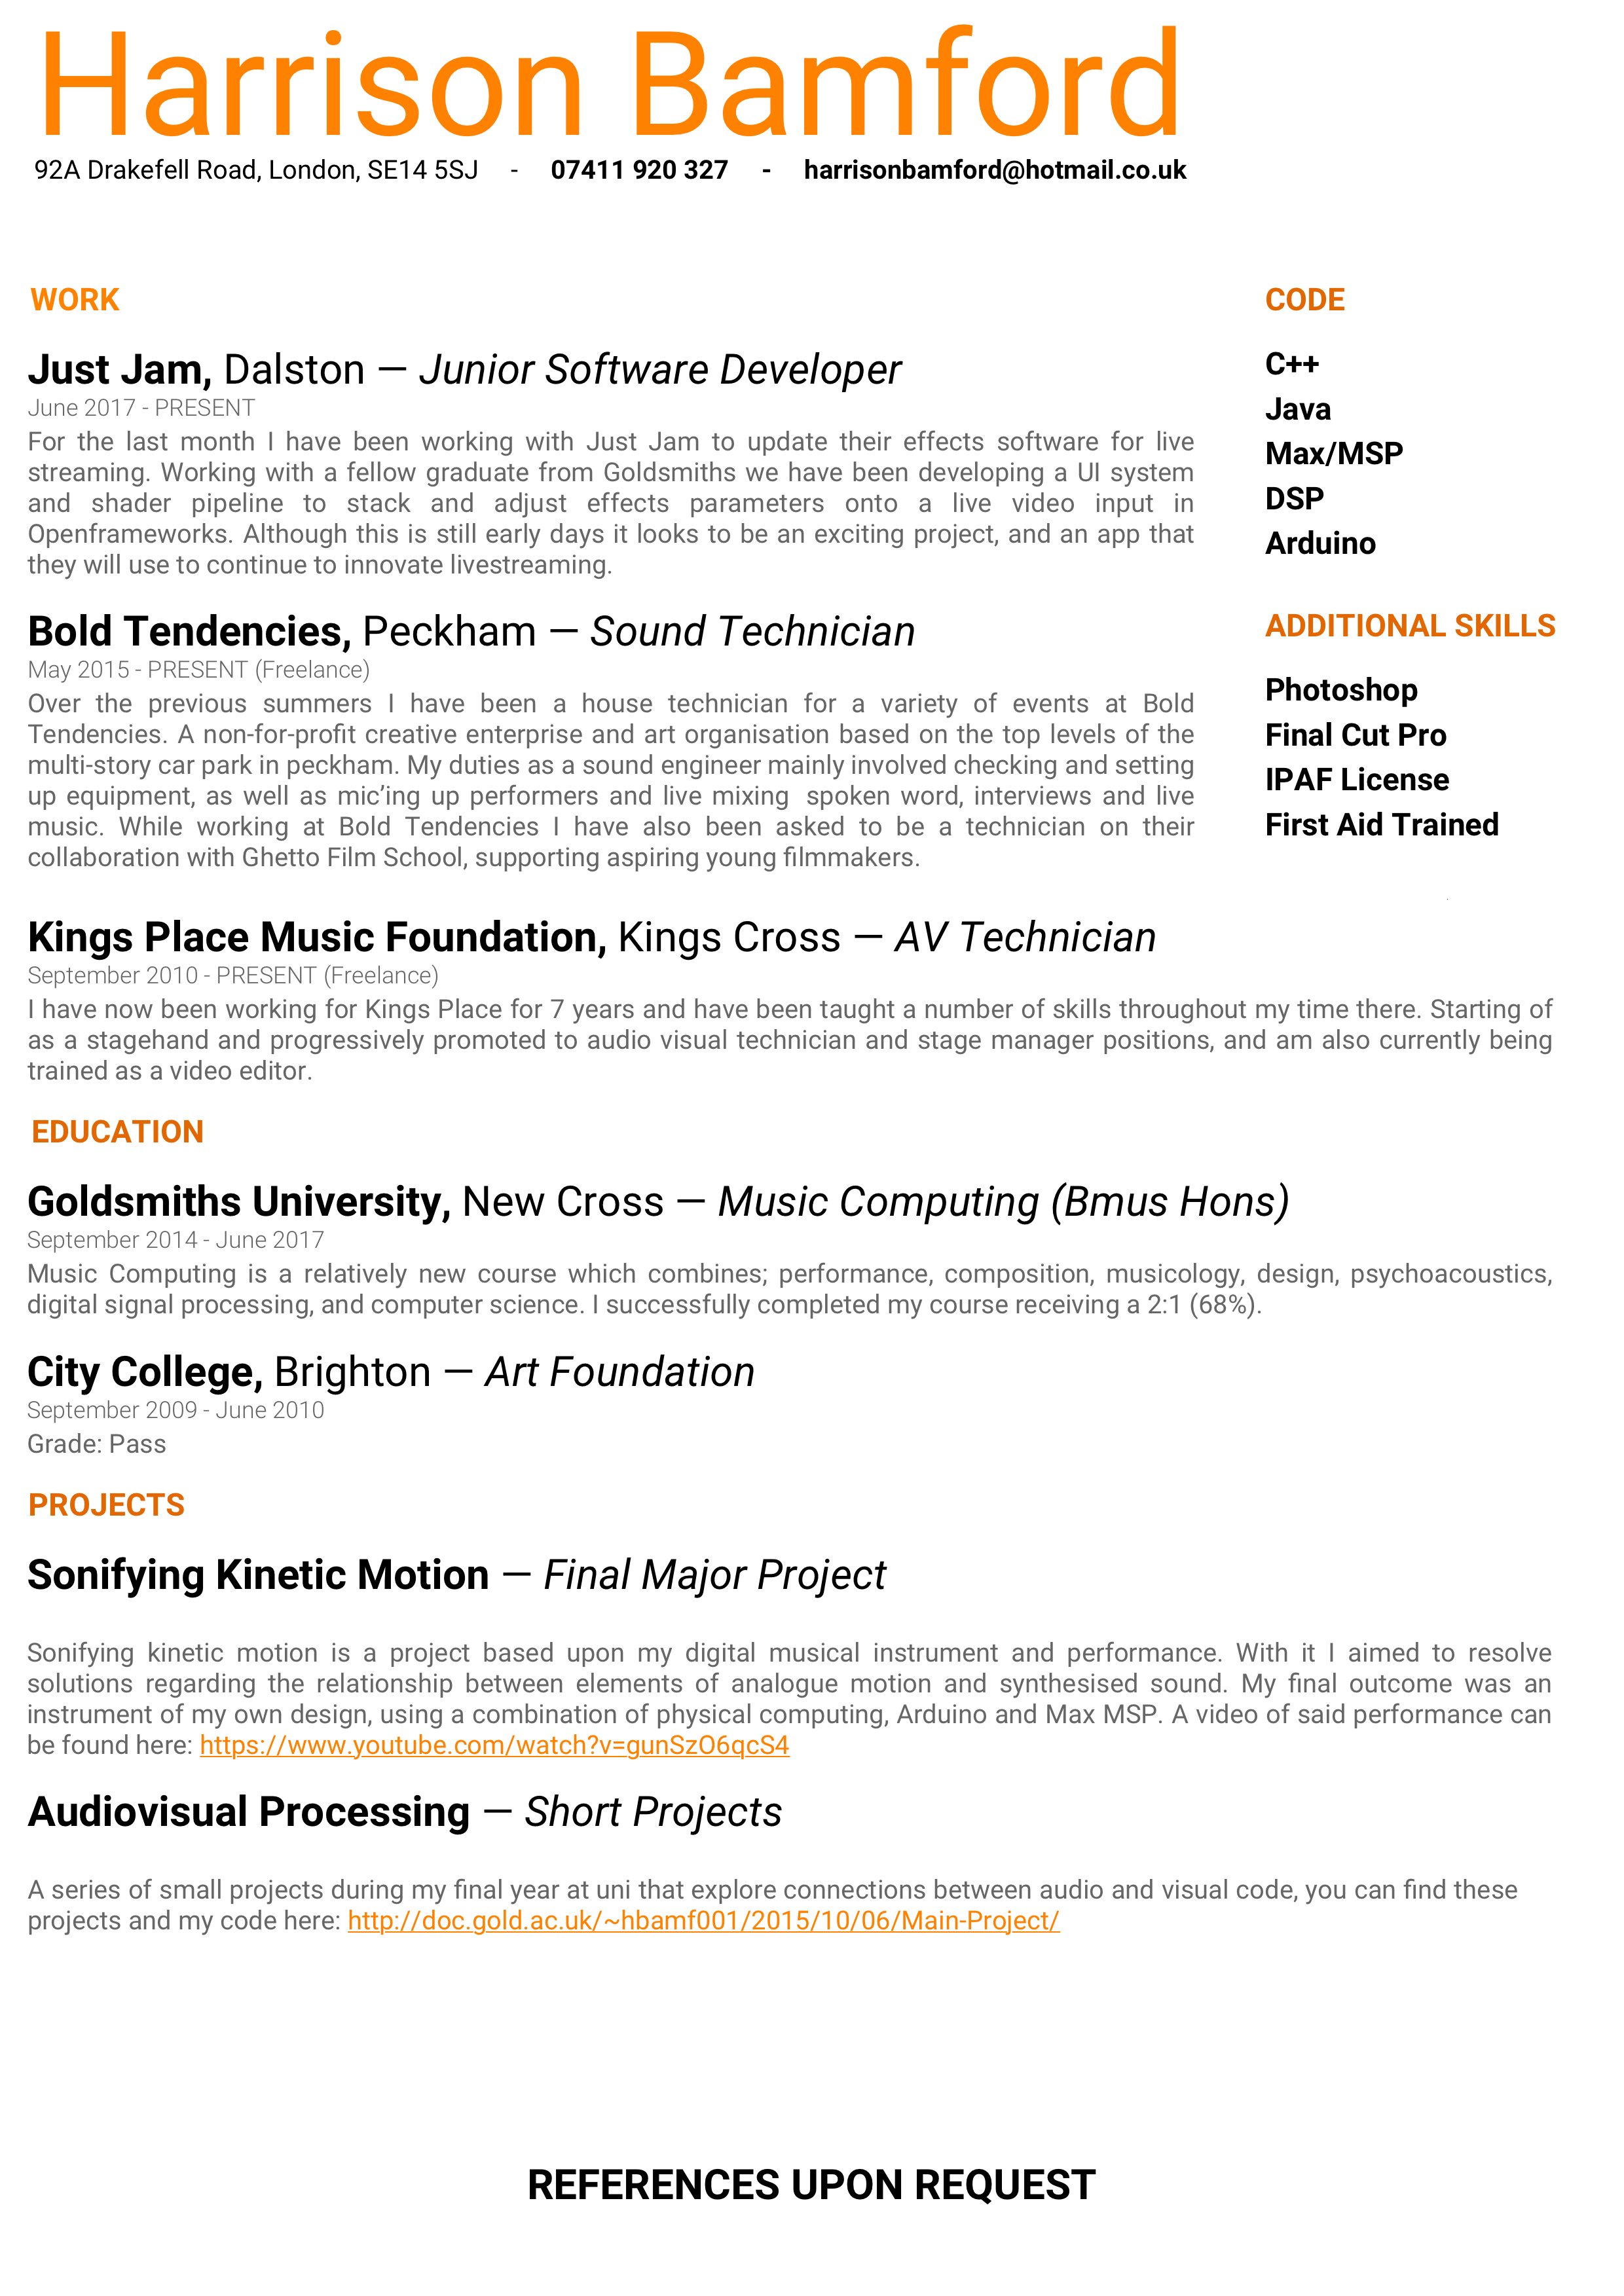 Harrison Bamford
92A Drakefell Road, London, SE14 5SJ - 07411 920 327 - harrisonbamford@hotmail.co.uk
WORK
Just Jam, Dalston — Junior Software Developer
June 2017 - PRESENT
For the last month I have been working with Just Jam to update their effects software for live
streaming. Working with a fellow graduate from Goldsmiths we have been developing a UI system
and shader pipeline to stack and adjust effects parameters onto a live video input in
Openframeworks. Although this is still early days it looks to be an exciting project, and an app that
they will use to continue to innovate livestreaming.
Bold Tendencies, Peckham — Sound Technician
May 2015 - PRESENT (Freelance)
Over the previous summers I have been a house technician for a variety of events at Bold
Tendencies. A non-for-profit creative enterprise and art organisation based on the top levels of the
multi-story car park in peckham. My duties as a sound engineer mainly involved checking and setting
up equipment, as well as mic’ing up performers and live mixing spoken word, interviews and live
music. While working at Bold Tendencies I have also been asked to be a technician on their
collaboration with Ghetto Film School, supporting aspiring young filmmakers.
CODE
C++
Java
Max/MSP
DSP
Arduino
ADDITIONAL SKILLS
Photoshop
Final Cut Pro
IPAF License
First Aid Trained
Kings Place Music Foundation, Kings Cross — AV Technician
September 2010 - PRESENT (Freelance)
I have now been working for Kings Place for 7 years and have been taught a number of skills throughout my time there. Starting of
as a stagehand and progressively promoted to audio visual technician and stage manager positions, and am also currently being
trained as a video editor.
EDUCATION
Goldsmiths University, New Cross — Music Computing (Bmus Hons)
September 2014 - June 2017
Music Computing is a relatively new course which combines; performance, composition, musicology, design, psychoacoustics,
digital signal processing, and computer science. I successfully completed my course receiving a 2:1 (68%).
City College, Brighton — Art Foundation
September 2009 - June 2010
Grade: Pass
PROJECTS
Sonifying Kinetic Motion — Final Major Project
Sonifying kinetic motion is a project based upon my digital musical instrument and performance. With it I aimed to resolve
solutions regarding the relationship between elements of analogue motion and synthesised sound. My final outcome was an
instrument of my own design, using a combination of physical computing, Arduino and Max MSP. A video of said performance can
be found here: https://www.youtube.com/watch?v=gunSzO6qcS4
Audiovisual Processing — Short Projects
A series of small projects during my final year at uni that explore connections between audio and visual code, you can find these
projects and my code here: http://doc.gold.ac.uk/~hbamf001/2015/10/06/Main-Project/
REFERENCES UPON REQUEST